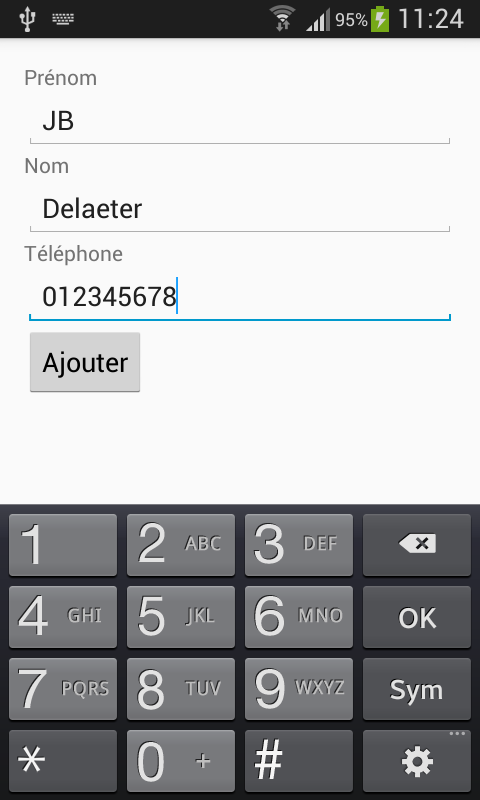 95% 11:24
Prénom
JB
Nom
Delaeter
Téléphone
012345678
Ajouter
1 2 ABC 3 DEF
4 GHI 5 JKL 6 MNO OK
7 PQRS 8 TUV 9 WXYZ Sym
* 0 + # ...